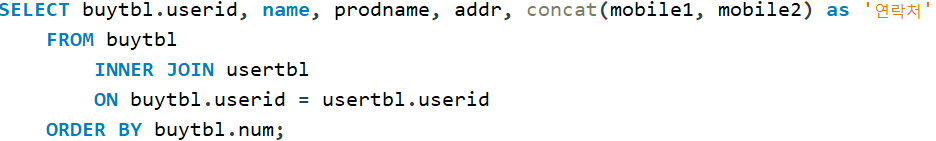 SELECT buytbl.userid, name, prodname, addr, concat(mobile1, mobile2) as '연락처'
FROM buytbl
INNER JOIN usertbl
ON buytbl.userid = usertbl.userid
ORDER BY buytbl.num;